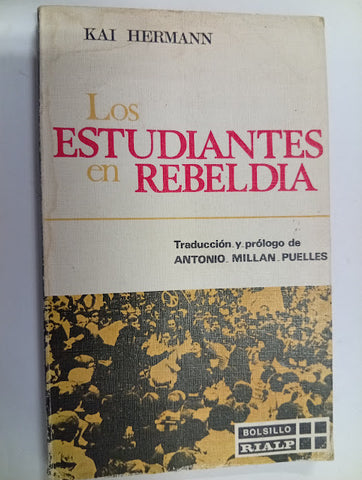 KAI HERMANN
Los
ESTUDIANTES
en REBELDIA
Traducción y prólogo de
ANTONIO MILLAN PUELLES
BOLSILLO
RIALP